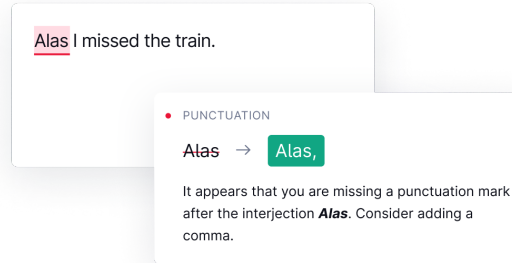 Alas I missed the train.
PUNCTUATION
Alas → Alas,
It appears that you are missing a punctuation mark
after the interjection Alas. Consider adding a
comma.